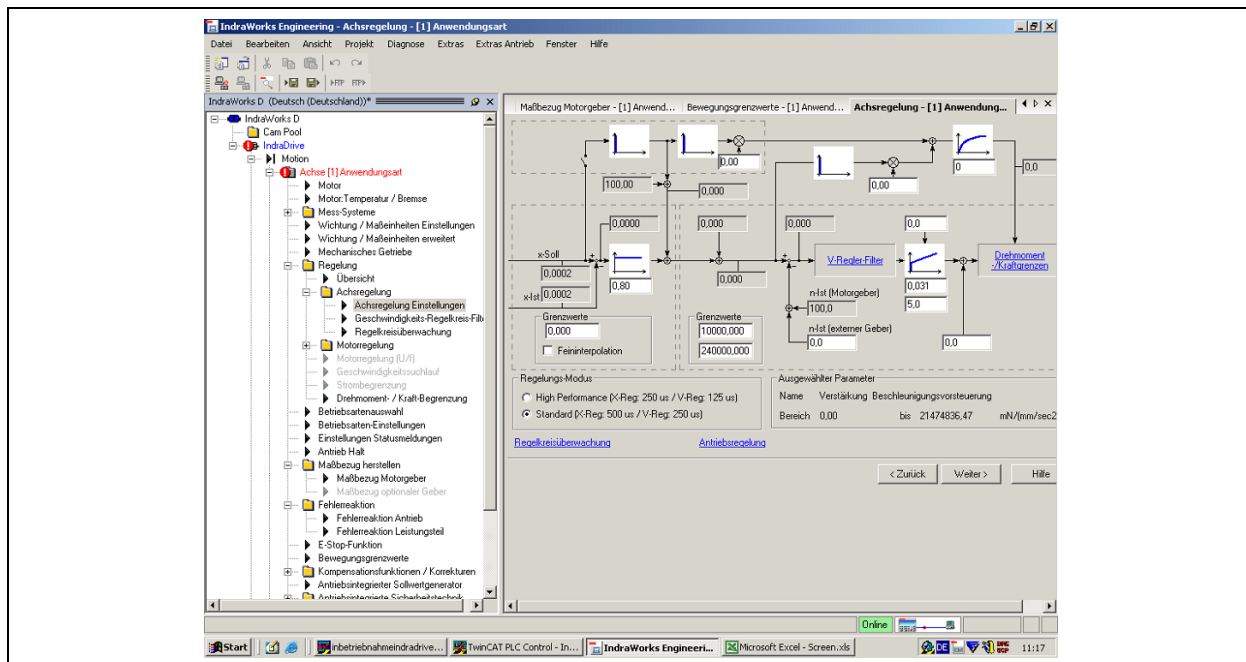 IndraWorks Engineering - Achsregelung - [1] Anwendungsart
Datei Bearbeiten Ansicht Projekt Diagnose Extras Extras Antrieb Fenster Hilfe
IndraWorks D (Deutsch (Deutschland))*
IndraWorks D
Cam Pool
IndraDrive
Motion
Achse [1] Anwendungsart
Motor
Motor:Temperatur / Bremse
Mess-Systeme
Wichtung / Maßeinheiten Einstellungen
Wichtung / Maßeinheiten erweitert
Mechanisches Getriebe
Regelung
Übersicht
Achsregelung
Achsregelung Einstellungen
Geschwindigkeits-Regelkreis-Filt
Regelkreisüberwachung
Motorregelung
Motorregelung (U/f)
Geschwindigkeitssuchlauf
Strombegrenzung
Drehmoment- / Kraft-Begrenzung
Betriebsartenauswahl
Betriebsarten-Einstellungen
Einstellungen Statusmeldungen
Antrieb Halt
Maßbezug herstellen
Maßbezug Motorgeber
Maßbezug optionaler Geber
Fehlerreaktion
Fehlerreaktion Antrieb
Fehlerreaktion Leistungsteil
E-Stop-Funktion
Bewegungsgrenzwerte
Kompensationsfunktionen / Korrekturen
Antriebsintegrierter Sollwertgenerator
Antriebsintegrierte Sicherheitstechnik
Maßbezug Motorgeber - [1] Anwend... Bewegungsgrenzwerte - [1] Anwend... Achsregelung - [1] Anwendung...
0,00
0
0,0
100,00
0,000
0,00
0,0000
0,000
0,000
0,0
x-Soll
0,0002
V-Regler-Filter
Drehmoment
-/Kraftgrenzen
0,000
0,80
0,031
x-Ist
0,0002
n-Ist (Motorgeber)
100,0
5,0
Grenzwerte
0,000
Feininterpolation
Grenzwerte
10000,000
240000,000
n-Ist (externer Geber)
0,0
0,0
Regelungs-Modus
High Performance (X-Reg: 250 us / V-Reg: 125 us)
Standard (X-Reg: 500 us / V-Reg: 250 us)
Ausgewählter Parameter
Name Verstärkung Beschleunigungsvorsteuerung
Bereich 0,00 bis 21474836,47 mN/(mm/sec2
Regelkreisüberwachung
Antriebsregelung
< Zurück
Weiter >
Hilfe
Online
Start
inbetriebnahmeindradrive...
TwinCAT PLC Control - In...
IndraWorks Engineeri...
Microsoft Excel - Screen.xls
DE
11:17